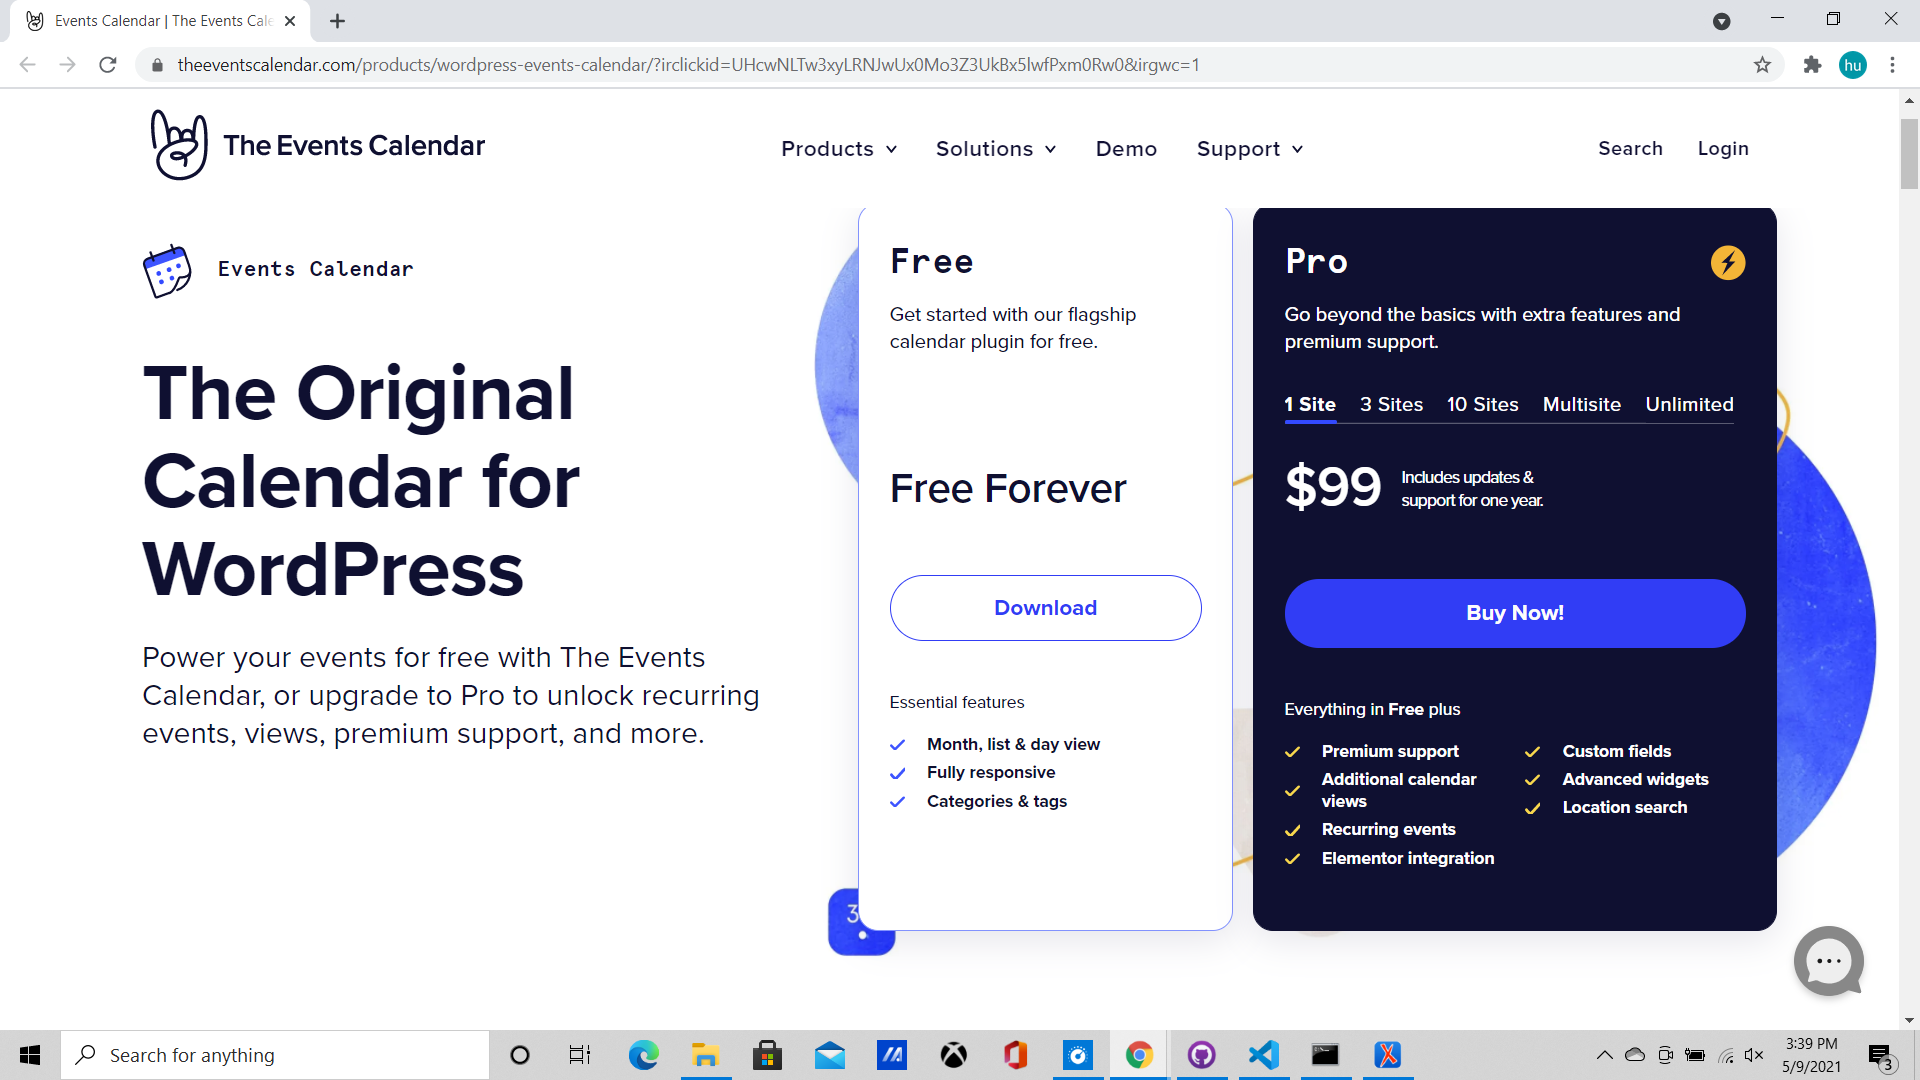 Events Calendar | The Events Cale
theeventscalendar.com/products/wordpress-events-calendar/?irclickid=UHcwNLTw3xyLRNJwUx0Mo3Z3UkBx5lwfPxm0Rw0&irgwc=1
hu
The Events Calendar
Products
Solutions
Demo
Support
Search
Login
Events Calendar
The Original
Calendar for
WordPress
Power your events for free with The Events
Calendar, or upgrade to Pro to unlock recurring
events, views, premium support, and more.
Free
Get started with our flagship
calendar plugin for free.
Free Forever
Download
Essential features
Month, list & day view
Fully responsive
Categories & tags
3
Pro
Go beyond the basics with extra features and
premium support.
1 Site 3 Sites 10 Sites Multisite Unlimited
$99
Includes updates &
support for one year.
Buy Now!
Everything in Free plus
Premium support
Additional calendar
views
Recurring events
Elementor integration
Custom fields
Advanced widgets
Location search
Search for anything
3:39 PM
5/9/2021
3